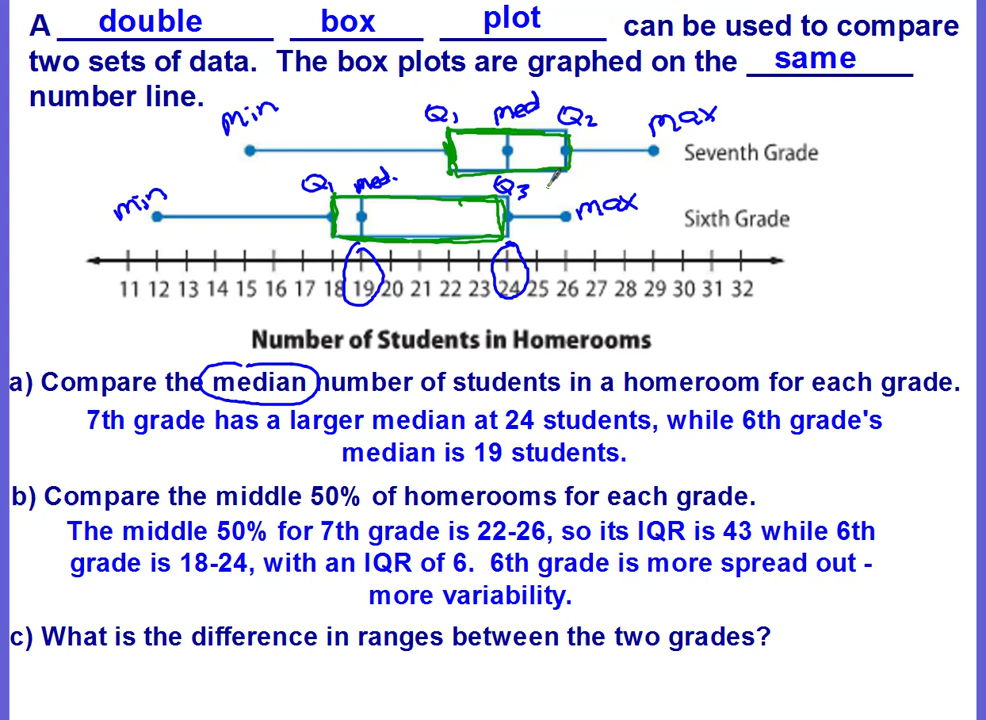 A double box plot can be used to compare
two sets of data. The box plots are graphed on the same
number line.
min Q1 med Q2 max
Seventh Grade
min Q1 med. Q3 max
Sixth Grade
11 12 13 14 15 16 17 18 19 20 21 22 23 24 25 26 27 28 29 30 31 32
Number of Students in Homerooms
a) Compare the median number of students in a homeroom for each grade.
7th grade has a larger median at 24 students, while 6th grade's
median is 19 students.
b) Compare the middle 50% of homerooms for each grade.
The middle 50% for 7th grade is 22-26, so its IQR is 43 while 6th
grade is 18-24, with an IQR of 6. 6th grade is more spread out -
more variability.
c) What is the difference in ranges between the two grades?